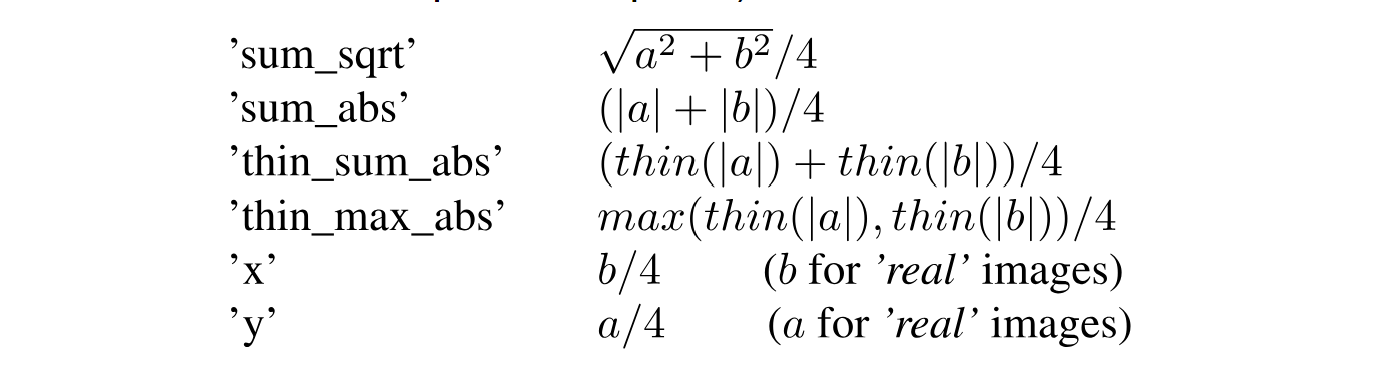 ’sum_sqrt’ √a² + b²/4
’sum_abs’ (|a| + |b|)/4
’thin_sum_abs’ (thin(|a|) + thin(|b|))/4
’thin_max_abs’ max(thin(|a|), thin(|b|))/4
’x’ b/4 (b for ’real’ images)
’y’ a/4 (a for ’real’ images)